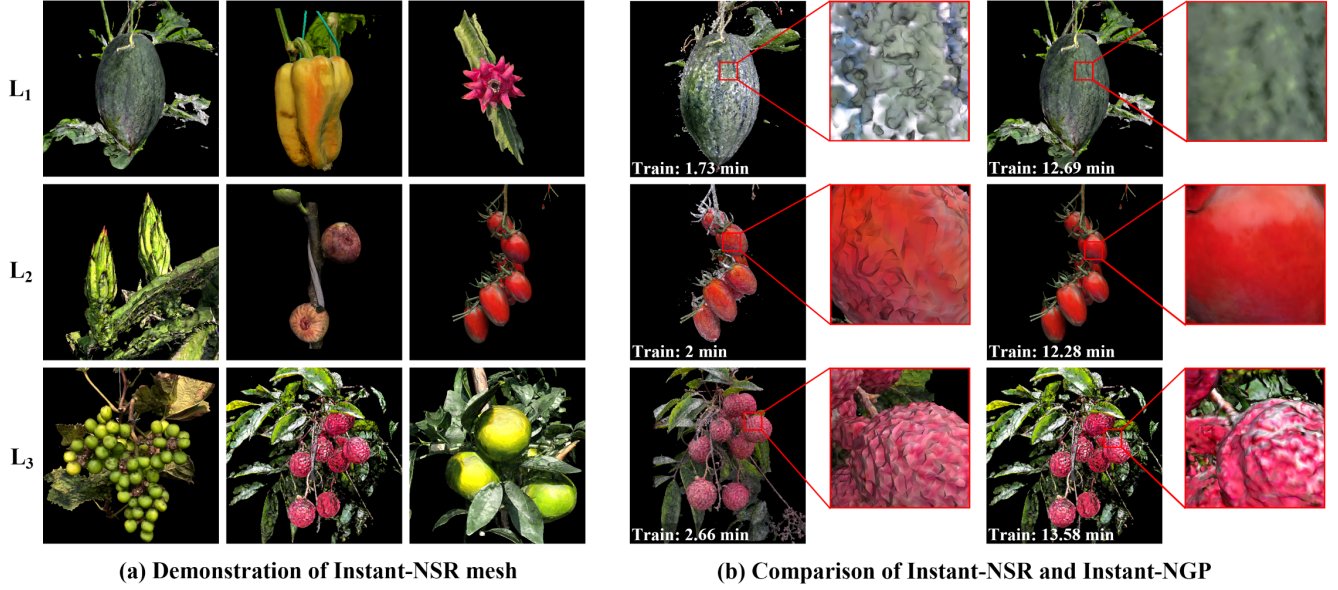 L₁
Train: 1.73 min
Train: 12.69 min
L₂
Train: 2 min
Train: 12.28 min
L₃
Train: 2.66 min
Train: 13.58 min
(a) Demonstration of Instant-NSR mesh
(b) Comparison of Instant-NSR and Instant-NGP